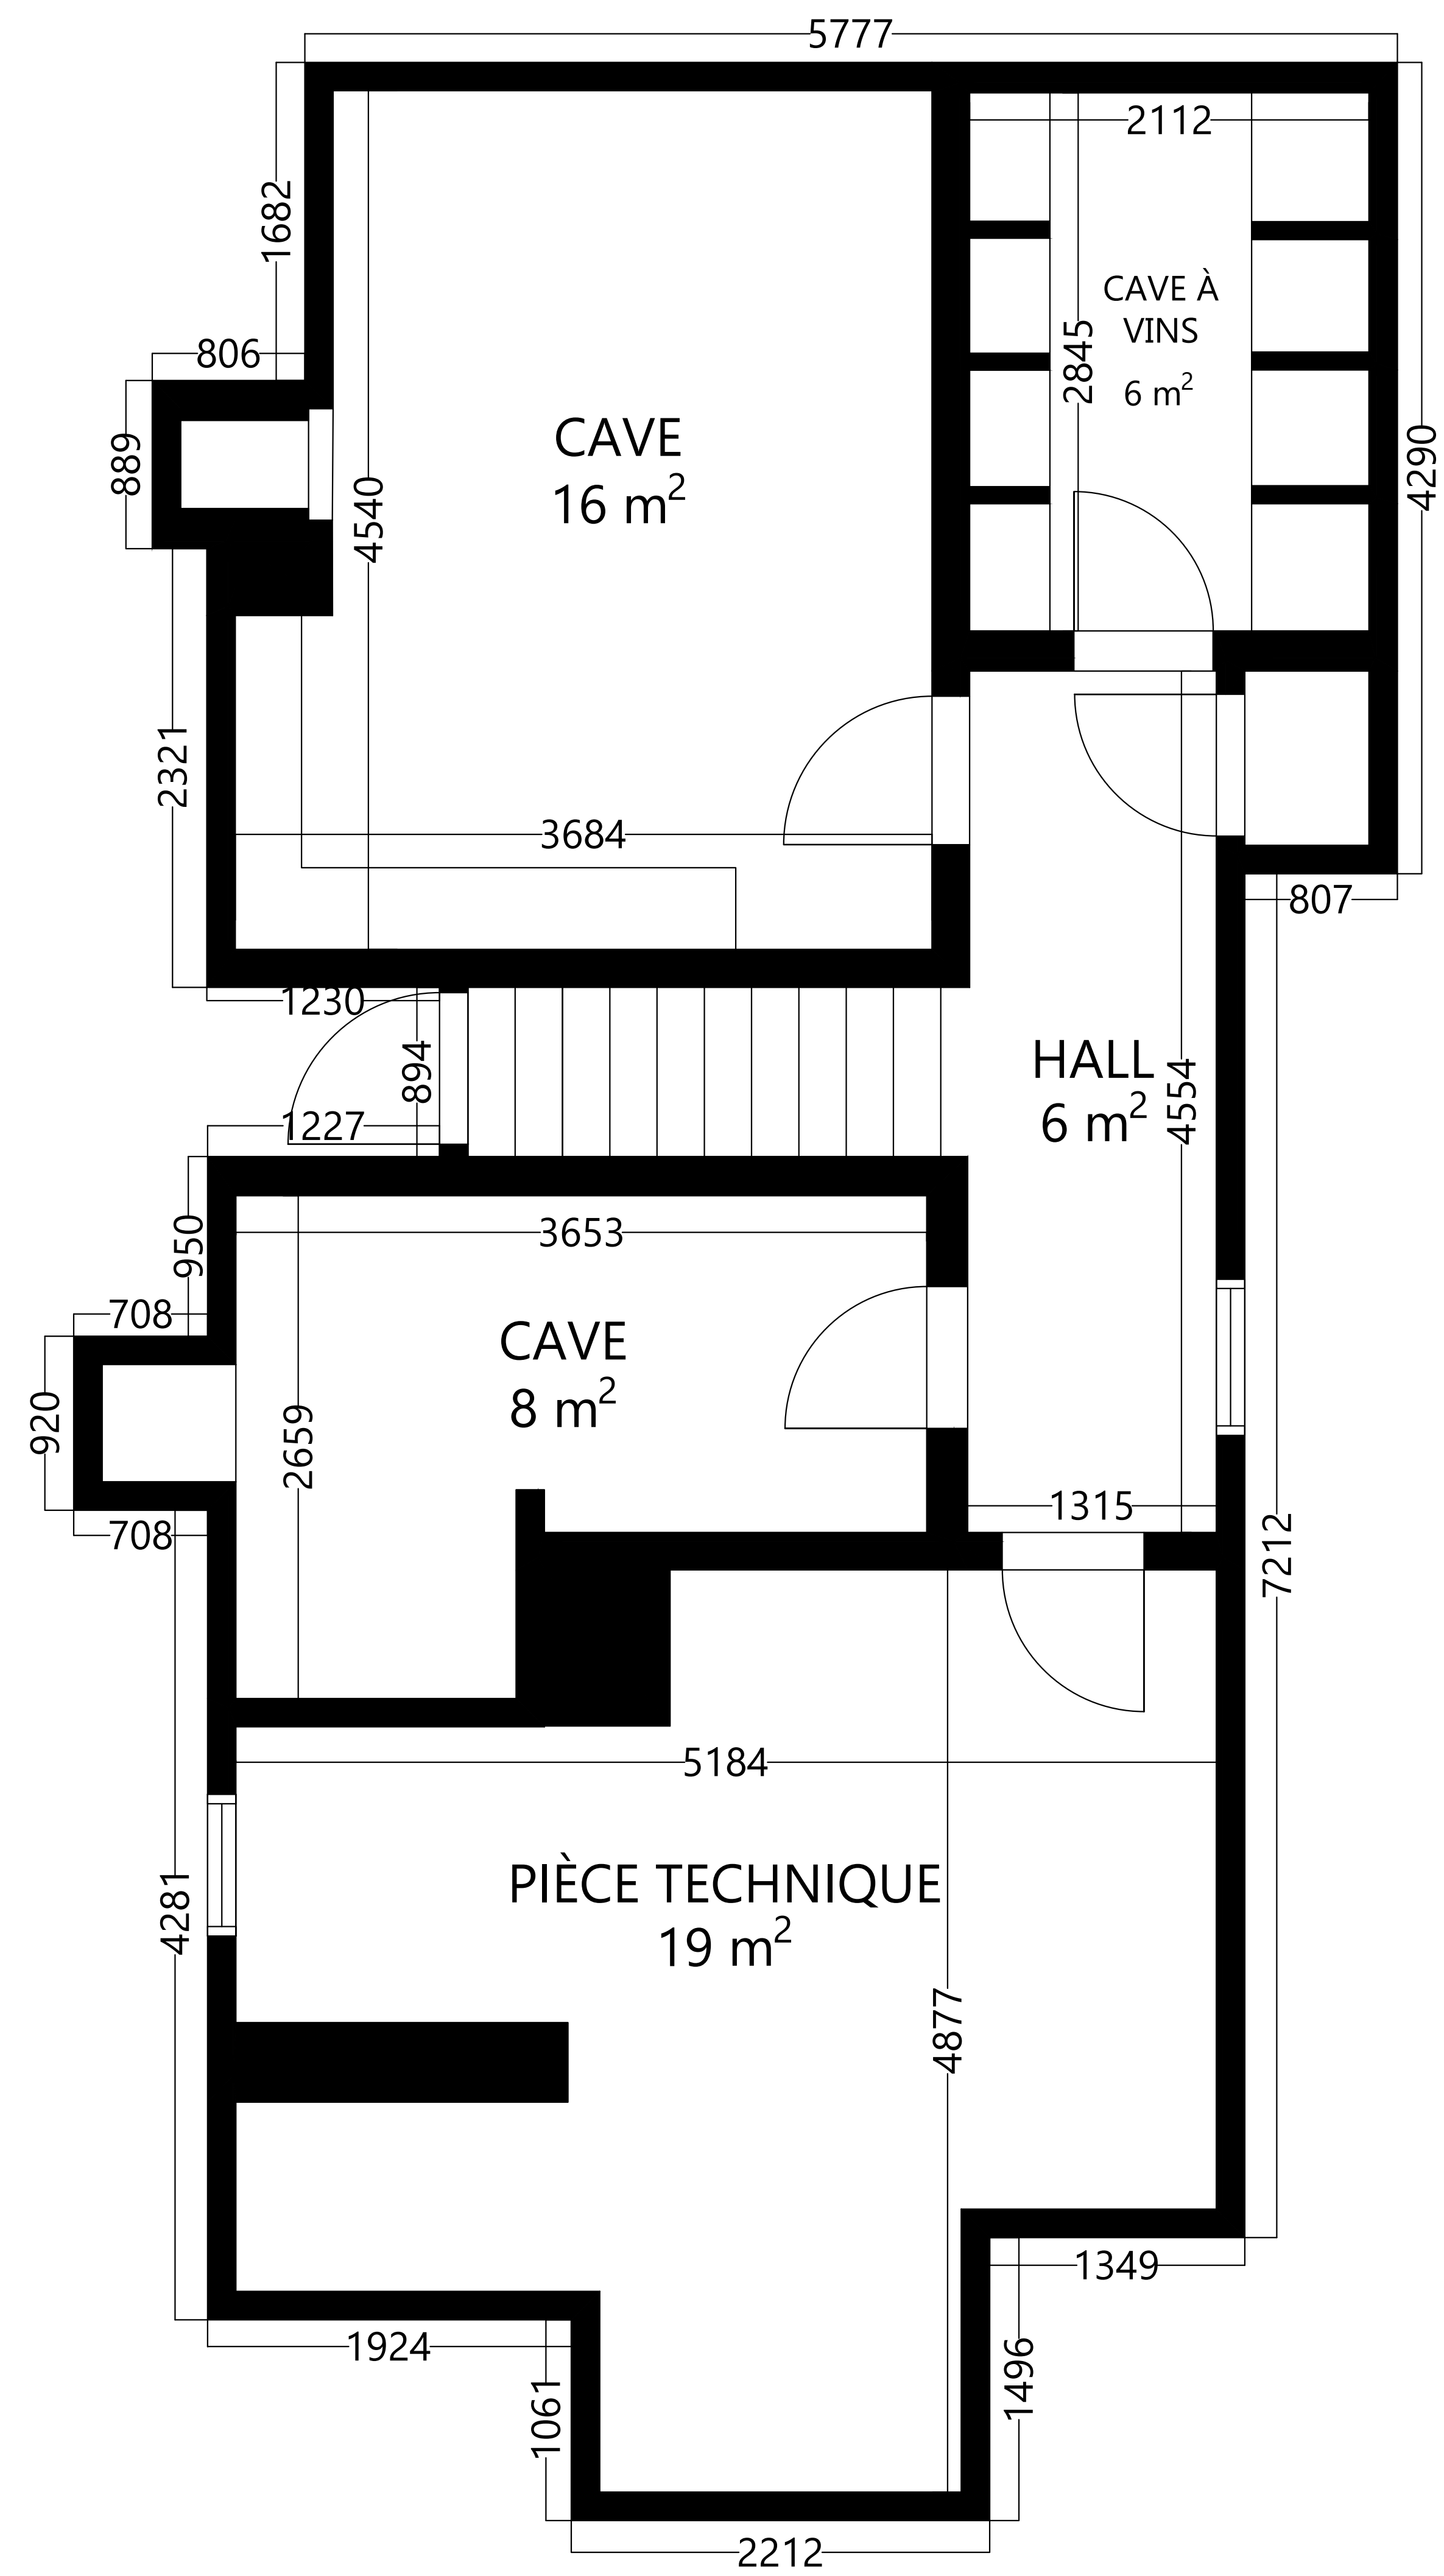 5777
2112
1682
CAVE À
VINS
2845
6 m²
806
889
CAVE
16 m²
4540
4290
2321
3684
807
1230
894
HALL
6 m²
4554
1227
950
3653
708
CAVE
8 m²
920
2659
1315
708
7212
5184
PIÈCE TECHNIQUE
19 m²
4281
4877
1349
1924
1496
1061
2212